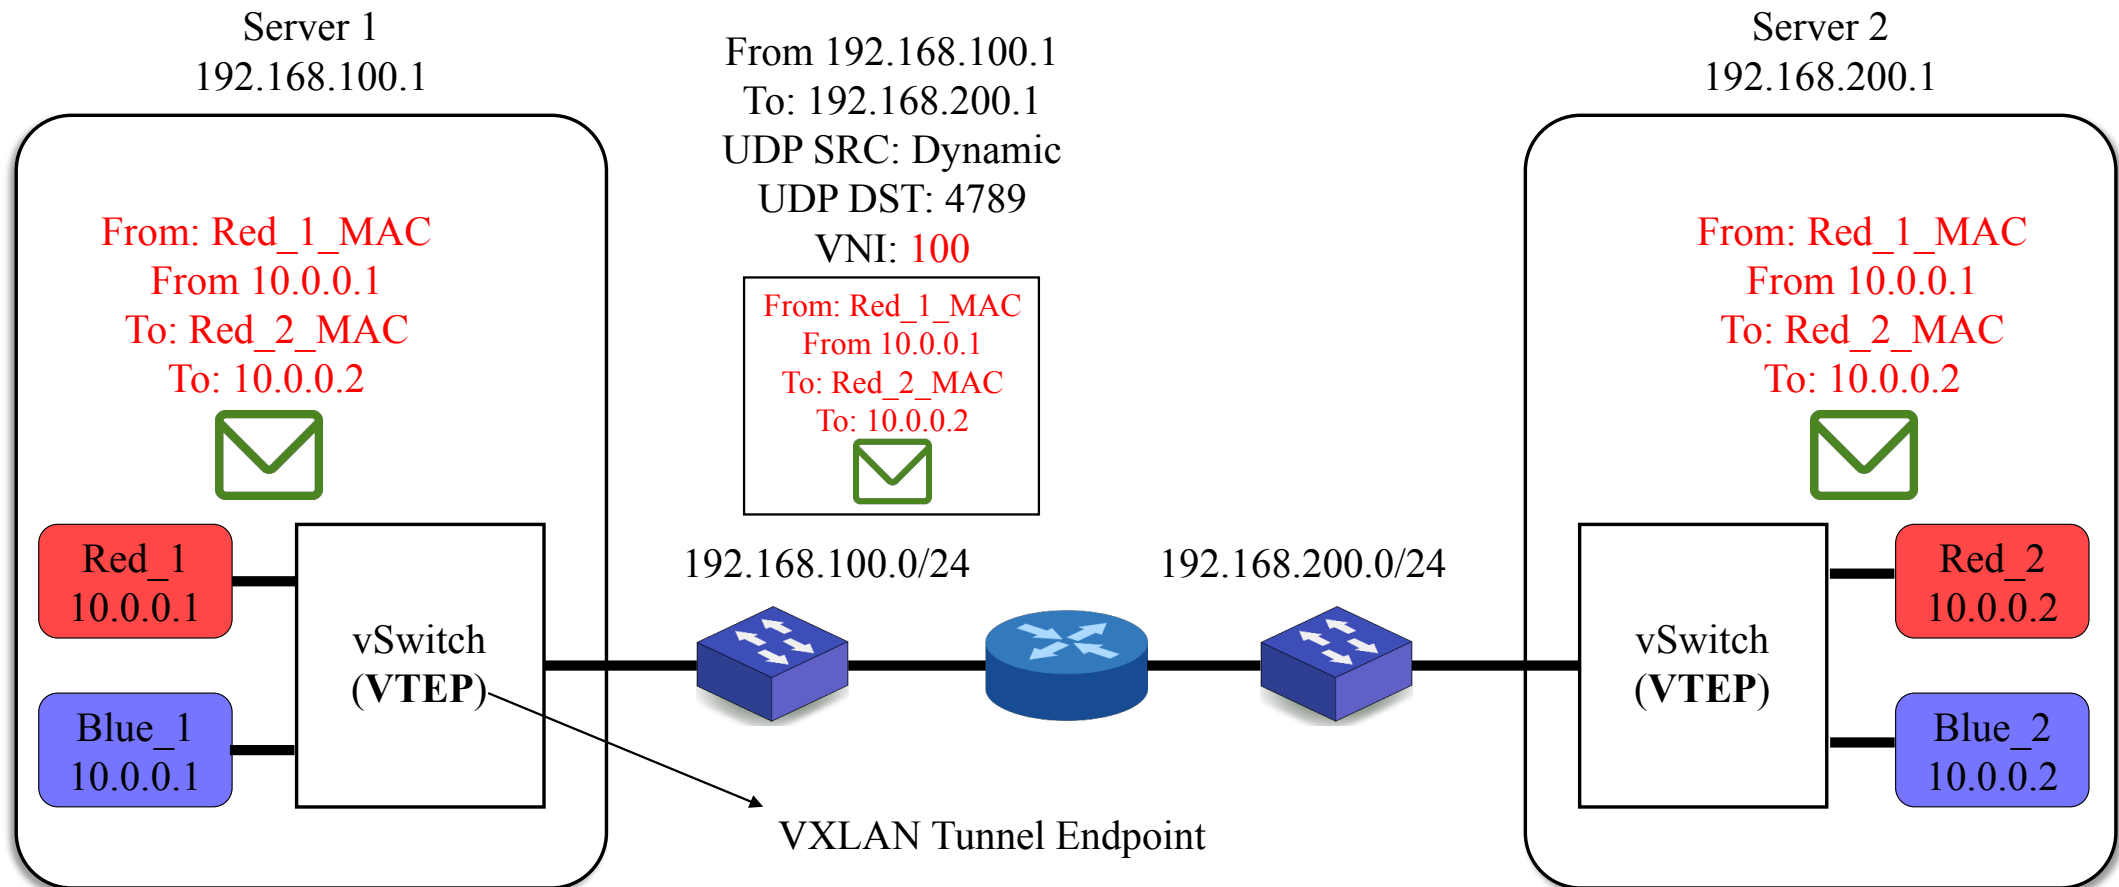 Server 1
192.168.100.1
From 192.168.100.1
To: 192.168.200.1
UDP SRC: Dynamic
UDP DST: 4789
VNI: 100
Server 2
192.168.200.1
From: Red_1_MAC
From 10.0.0.1
To: Red_2_MAC
To: 10.0.0.2
From: Red_1_MAC
From 10.0.0.1
To: Red_2_MAC
To: 10.0.0.2
From: Red_1_MAC
From 10.0.0.1
To: Red_2_MAC
To: 10.0.0.2
Red_1
10.0.0.1
Blue_1
10.0.0.1
vSwitch
(VTEP)
192.168.100.0/24
192.168.200.0/24
vSwitch
(VTEP)
Red_2
10.0.0.2
Blue_2
10.0.0.2
VXLAN Tunnel Endpoint